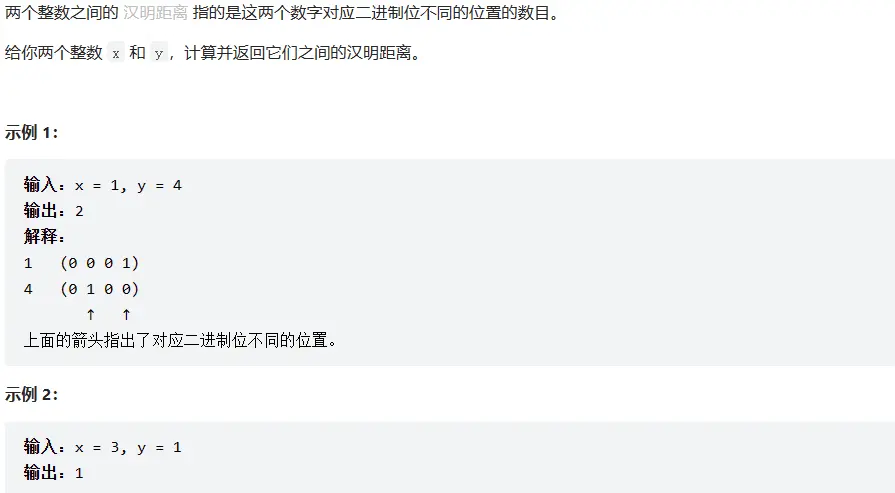 两个整数之间的 汉明距离 指的是这两个数字对应二进制位不同的位置的数目。
给你两个整数 x 和 y，计算并返回它们之间的汉明距离。
示例 1：
输入：x = 1, y = 4
输出：2
解释：
1   (0 0 0 1)
4   (0 1 0 0)
       ↑   ↑
上面的箭头指出了对应二进制位不同的位置。
示例 2：
输入：x = 3, y = 1
输出：1